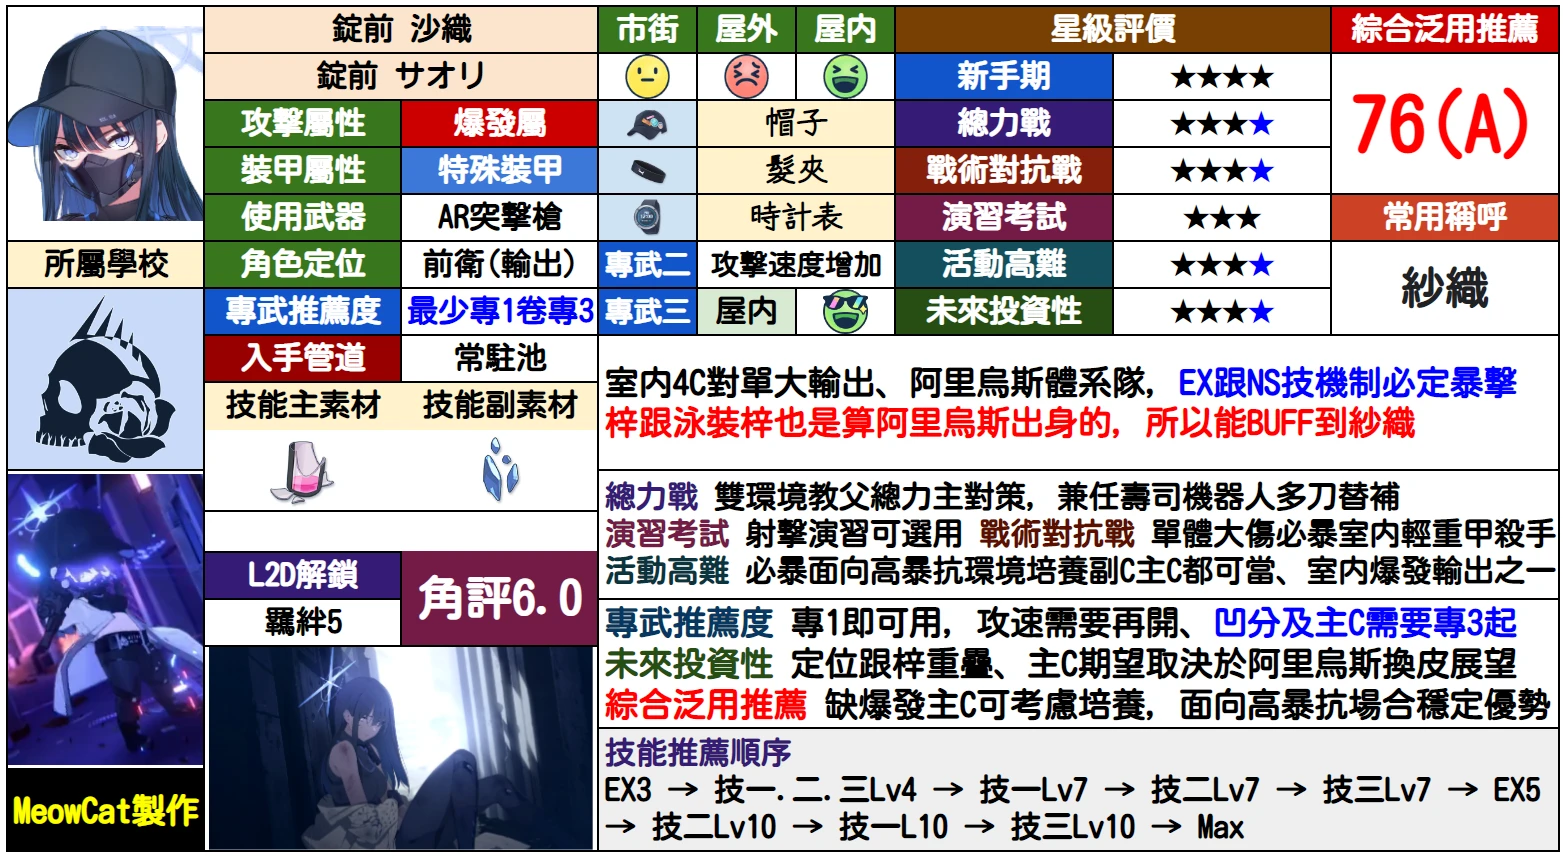 錠前 沙織
錠前 サオリ
市街 屋外 屋内
星級評價
綜合泛用推薦
新手期 ★★★★
76(A)
攻擊屬性 爆發屬
帽子
總力戰 ★★★★
裝甲屬性 特殊裝甲
髮夾
戰術對抗戰 ★★★★
使用武器 AR突擊槍
時計表
演習考試 ★★★
常用稱呼
所屬學校
角色定位 前衛(輸出)
專武二 攻擊速度增加
活動高難 ★★★★
紗織
專武推薦度 最少專1卷專3
專武三 屋内
未來投資性 ★★★★
入手管道 常駐池
技能主素材 技能副素材
室内4C對單大輸出、阿里烏斯體系隊, EX跟NS技機制必定暴擊
梓跟泳裝梓也是算阿里烏斯出身的, 所以能BUFF到紗織
總力戰 雙環境教父總力主對策, 兼任壽司機器人多刀替補
演習考試 射擊演習可選用 戰術對抗戰 單體大傷必暴室内輕重甲殺手
活動高難 必暴面向高暴抗環境培養副C主C都可當、室内爆發輸出之一
L2D解鎖
羈絆5
角評6.0
專武推薦度 專1即可用, 攻速需要再開、凹分及主C需要專3起
未來投資性 定位跟梓重疊、主C期望取決於阿里烏斯換皮展望
綜合泛用推薦 缺爆發主C可考慮培養, 面向高暴抗場合穩定優勢
技能推薦順序
EX3 → 技一.二.三Lv4 → 技一Lv7 → 技二Lv7 → 技三Lv7 → EX5
→ 技二Lv10 → 技一L10 → 技三Lv10 → Max
MeowCat製作